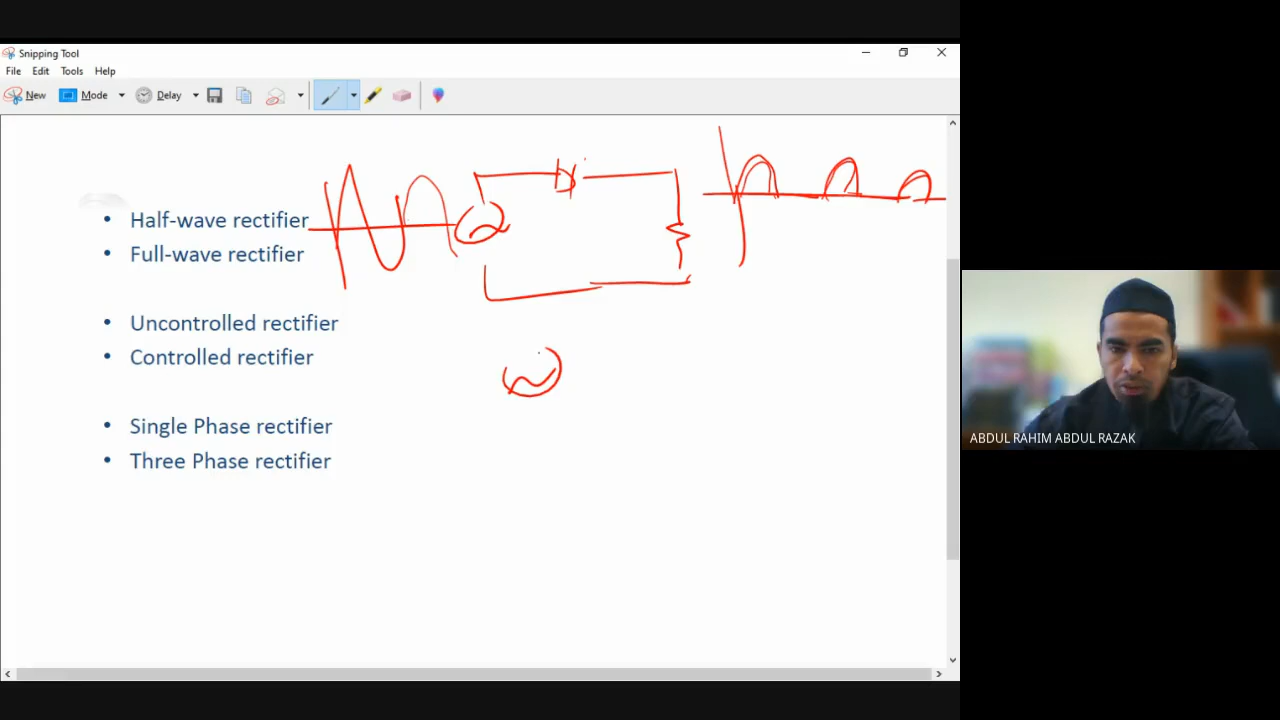 Snipping Tool
File Edit Tools Help
New Mode Delay
• Half-wave rectifier
• Full-wave rectifier
• Uncontrolled rectifier
• Controlled rectifier
• Single Phase rectifier
• Three Phase rectifier
ABDUL RAHIM ABDUL RAZAK